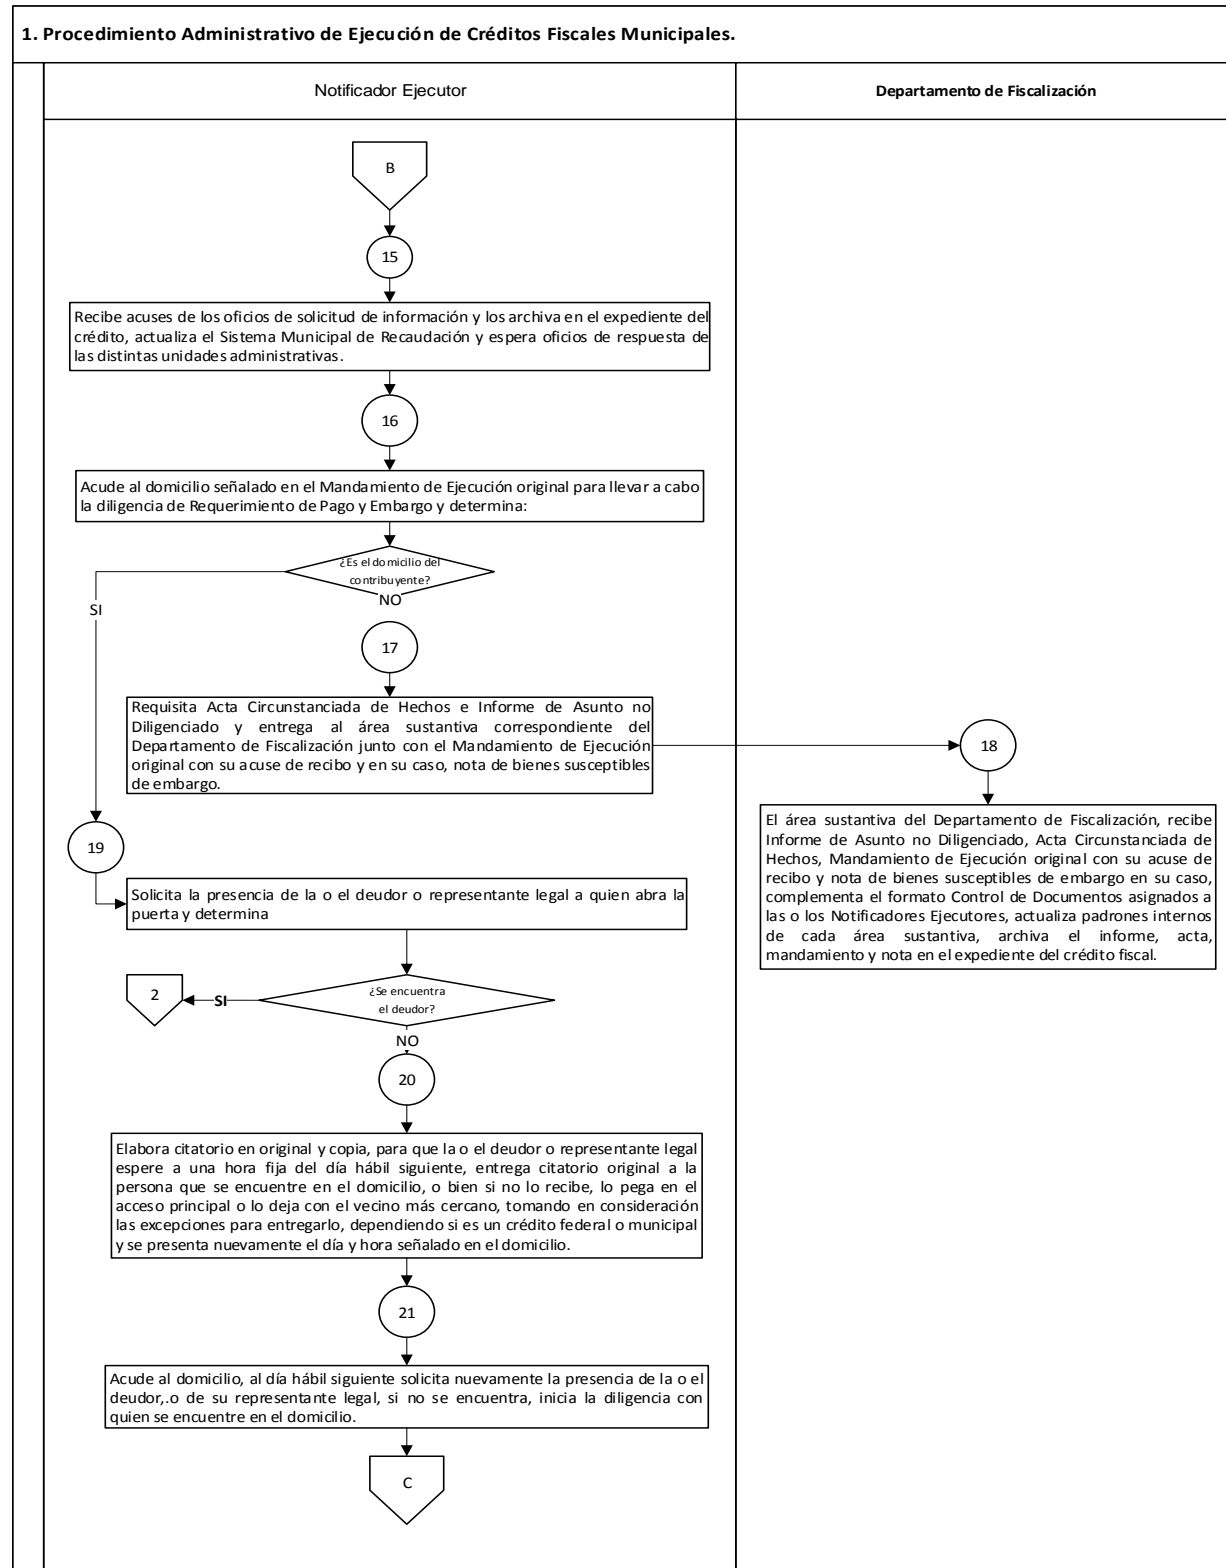 1. Procedimiento Administrativo de Ejecución de Créditos Fiscales Municipales.
Notificador Ejecutor
Departamento de Fiscalización
B
15
Recibe acuses de los oficios de solicitud de información y los archiva en el expediente del
crédito, actualiza el Sistema Municipal de Recaudación y espera oficios de respuesta de
las distintas unidades administrativas.
16
Acude al domicilio señalado en el Mandamiento de Ejecución original para llevar a cabo
la diligencia de Requerimiento de Pago y Embargo y determina:
¿Es el domicilio del
contribuyente?
NO
SI
17
Requisita Acta Circunstanciada de Hechos e Informe de Asunto no
Diligenciado y entrega al área sustantiva correspondiente del
Departamento de Fiscalización junto con el Mandamiento de Ejecución
original con su acuse de recibo y en su caso, nota de bienes susceptibles
de embargo.
18
El área sustantiva del Departamento de Fiscalización, recibe
Informe de Asunto no Diligenciado, Acta Circunstanciada de
Hechos, Mandamiento de Ejecución original con su acuse de
recibo y nota de bienes susceptibles de embargo en su caso,
complementa el formato Control de Documentos asignados a
las o los Notificadores Ejecutores, actualiza padrones internos
de cada área sustantiva, archiva el informe, acta,
mandamiento y nota en el expediente del crédito fiscal.
19
Solicita la presencia de la o el deudor o representante legal a quien abra la
puerta y determina
¿Se encuentra
el deudor?
SI
2
NO
20
Elabora citatorio en original y copia, para que la o el deudor o representante legal
espere a una hora fija del día hábil siguiente, entrega citatorio original a la
persona que se encuentre en el domicilio, o bien si no lo recibe, lo pega en el
acceso principal o lo deja con el vecino más cercano, tomando en consideración
las excepciones para entregarlo, dependiendo si es un crédito federal o municipal
y se presenta nuevamente el día y hora señalado en el domicilio.
21
Acude al domicilio, al día hábil siguiente solicita nuevamente la presencia de la o el
deudor,.o de su representante legal, si no se encuentra, inicia la diligencia con
quien se encuentre en el domicilio.
C